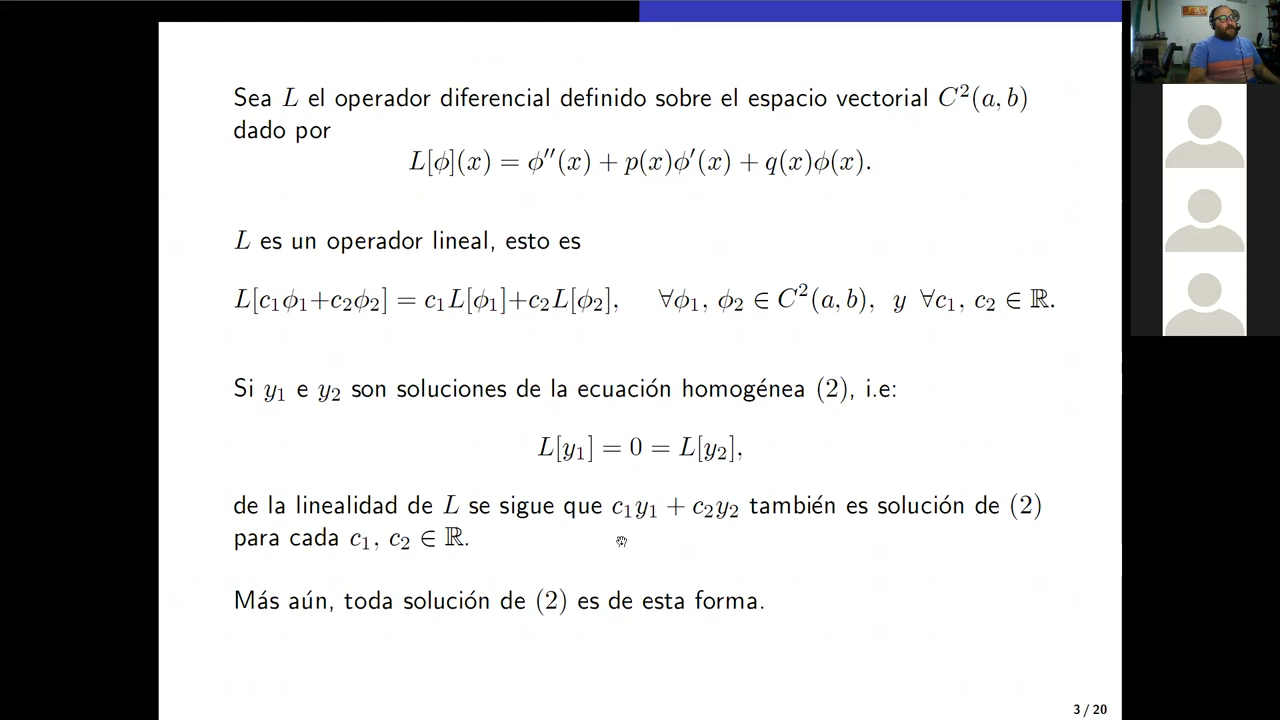 Sea L el operador diferencial definido sobre el espacio vectorial C²(a, b)
dado por
L[ϕ](x) = ϕ′′(x) + p(x)ϕ′(x) + q(x)ϕ(x).
L es un operador lineal, esto es
L[c₁ϕ₁+c₂ϕ₂] = c₁L[ϕ₁]+c₂L[ϕ₂], ∀ϕ₁, ϕ₂ ∈ C²(a, b), y ∀c₁, c₂ ∈ ℝ.
Si y₁ e y₂ son soluciones de la ecuación homogénea (2), i.e:
L[y₁] = 0 = L[y₂],
de la linealidad de L se sigue que c₁y₁ + c₂y₂ también es solución de (2)
para cada c₁, c₂ ∈ ℝ.
Más aún, toda solución de (2) es de esta forma.
3 / 20